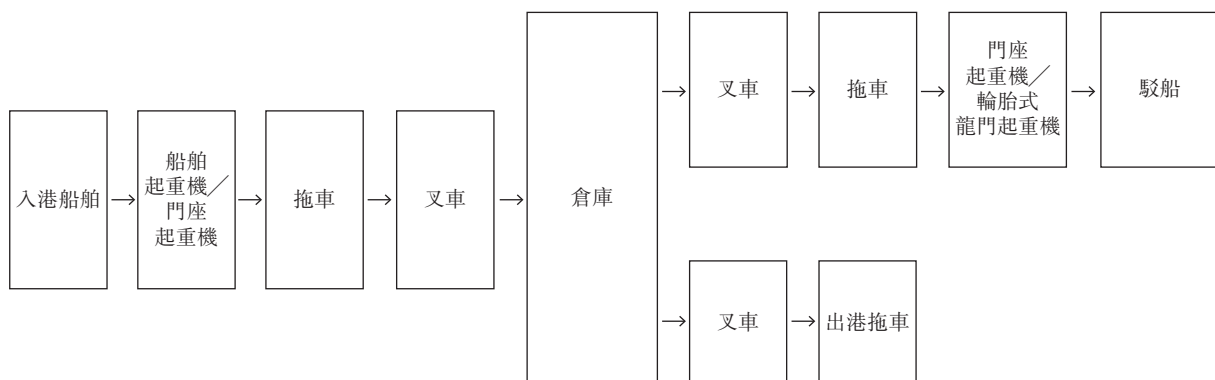 入港船舶
船舶
起重機／
門座
起重機
拖車
叉車
倉庫
叉車
拖車
門座
起重機／
輪胎式
龍門起重機
駁船
叉車
出港拖車